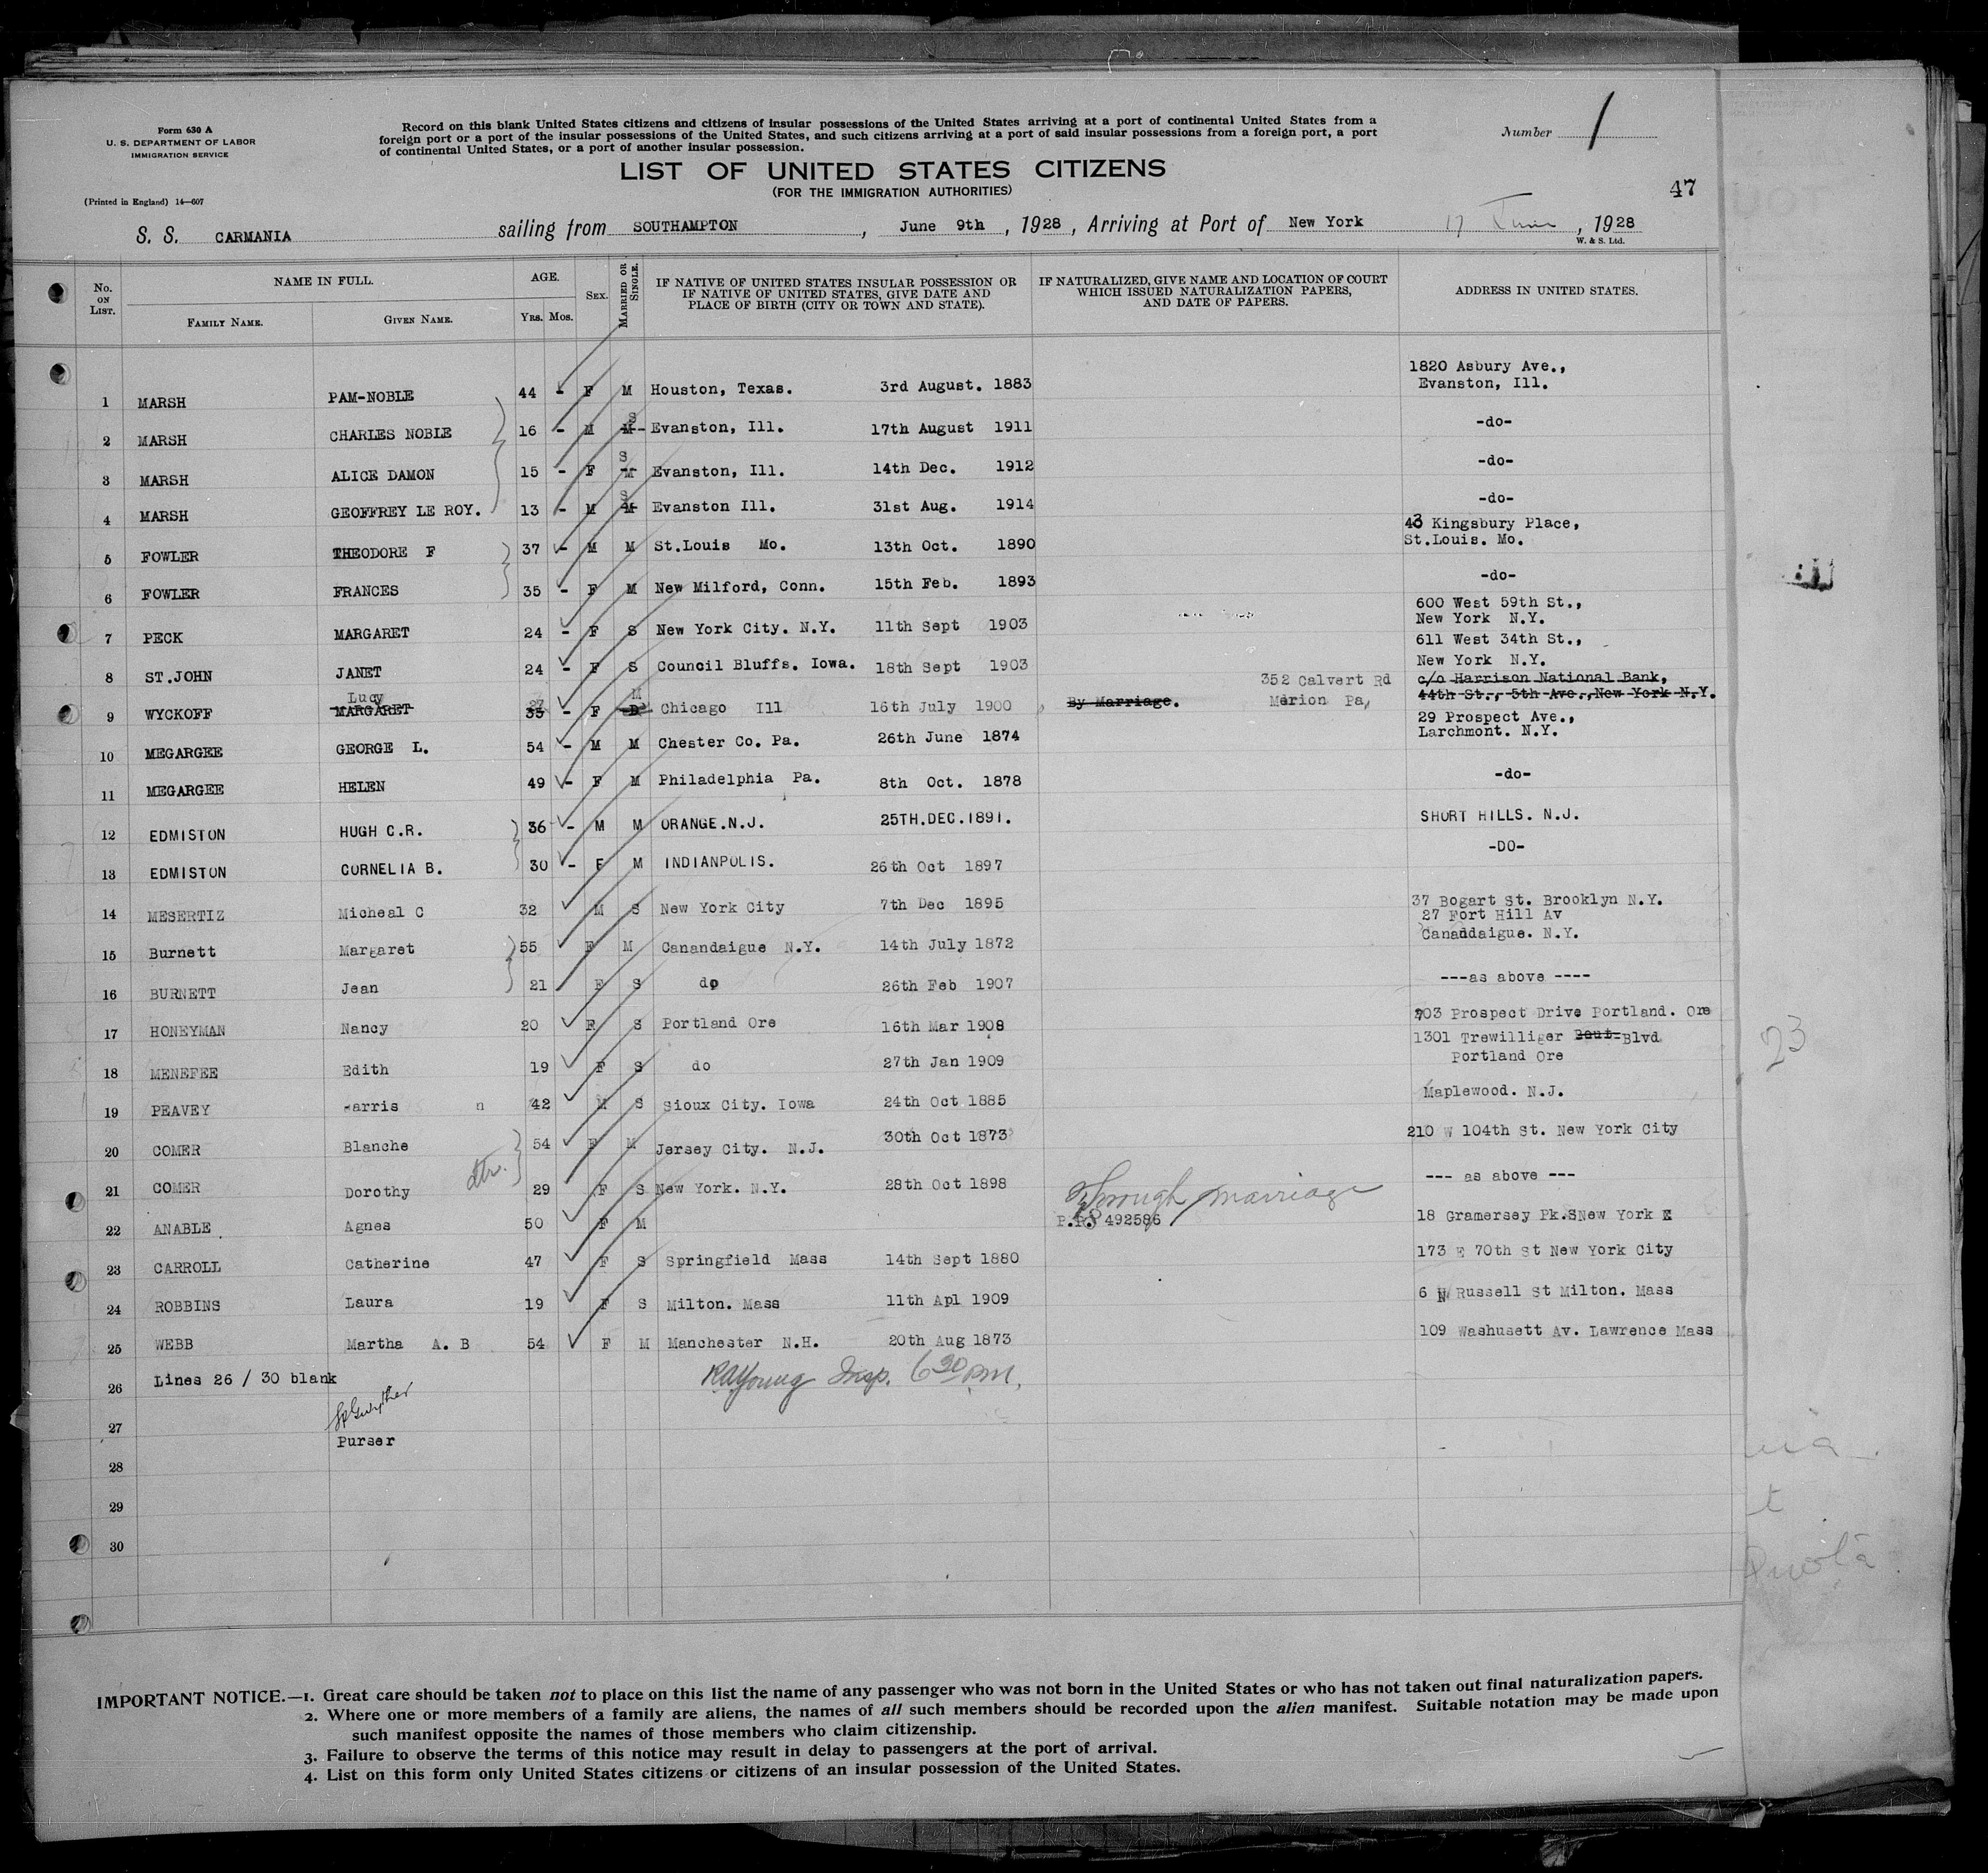 Form 630 A
U. S. DEPARTMENT OF LABOR
IMMIGRATION SERVICE
(Printed in England) 14—607
Record on this blank United States citizens and citizens of insular possessions of the United States arriving at a port of continental United States from a
foreign port or a port of the insular possessions of the United States, and such citizens arriving at a port of said insular possessions from a foreign port, a port
of continental United States, or a port of another insular possession.
Number 1
LIST OF UNITED STATES CITIZENS
(FOR THE IMMIGRATION AUTHORITIES)
47
S. S. CARMANIA sailing from SOUTHAMPTON, June 9th, 1928, Arriving at Port of New York 17 June, 1928
W. & S. Ltd.
No. ON LIST. NAME IN FULL. FAMILY NAME. GIVEN NAME. AGE. YRS. MOS. SEX. MARRIED OR SINGLE. IF NATIVE OF UNITED STATES INSULAR POSSESSION OR IF NATIVE OF UNITED STATES, GIVE DATE AND PLACE OF BIRTH (CITY OR TOWN AND STATE). IF NATURALIZED, GIVE NAME AND LOCATION OF COURT WHICH ISSUED NATURALIZATION PAPERS, AND DATE OF PAPERS. ADDRESS IN UNITED STATES.
1 MARSH PAM-NOBLE 44 - F M Houston, Texas. 3rd August. 1883 1820 Asbury Ave., Evanston, Ill.
2 MARSH CHARLES NOBLE 16 - M M S Evanston, Ill. 17th August 1911 -do-
3 MARSH ALICE DAMON 15 - F M S Evanston, Ill. 14th Dec. 1912 -do-
4 MARSH GEOFFREY LE ROY. 13 - M M S Evanston Ill. 31st Aug. 1914 -do-
5 FOWLER THEODORE F 37 - M M St.Louis Mo. 13th Oct. 1890 43 Kingsbury Place, St.Louis. Mo.
6 FOWLER FRANCES 35 - F M New Milford, Conn. 15th Feb. 1893 -do-
7 PECK MARGARET 24 - F S New York City. N.Y. 11th Sept 1903 600 West 59th St., New York N.Y.
8 ST.JOHN JANET 24 - F S Council Bluffs. Iowa. 18th Sept 1903 611 West 34th St., New York N.Y.
9 WYCKOFF MARGARET Lucy 35 27 - F M Chicago Ill 16th July 1900 By Marriage. 352 Calvert Rd Merion Pa, c/o Harrison National Bank, 44th St., 5th Ave., New York N.Y.
10 MEGARGEE GEORGE L. 54 - M M Chester Co. Pa. 26th June 1874 29 Prospect Ave., Larchmont. N.Y.
11 MEGARGEE HELEN 49 - F M Philadelphia Pa. 8th Oct. 1878 -do-
12 EDMISTON HUGH C.R. 36 - M M ORANGE.N.J. 25TH.DEC.1891. SHORT HILLS. N.J.
13 EDMISTON CORNELIA B. 30 - F M INDIANPOLIS. 26th Oct 1897 -DO-
14 MESERTIZ Micheal C 32 M S New York City 7th Dec 1895 37 Bogart St. Brooklyn N.Y.
15 Burnett Margaret 55 F M Canandaigue N.Y. 14th July 1872 27 Fort Hill Av Canaddaigue. N.Y.
16 BURNETT Jean 21 F S do 26th Feb 1907 ---as above ----
17 HONEYMAN Nancy 20 F S Portland Ore 16th Mar 1908 903 Prospect Drive Portland. Ore
18 MENEFEE Edith 19 F S do 27th Jan 1909 1301 Trewilliger Blvd Portland Ore
19 PEAVEY arris n 42 M S Sioux City. Iowa 24th Oct 1885 Maplewood. N.J.
20 COMER Blanche 54 F M Jersey City. N.J. 30th Oct 1873 210 W 104th St. New York City
21 COMER Dorothy dtr. 29 F S New York. N.Y. 28th Oct 1898 --- as above ---
22 ANABLE Agnes 50 F M Through marriage P.P. 492586 18 Gramersey Pk.SNew York
23 CARROLL Catherine 47 F S Springfield Mass 14th Sept 1880 173 E 70th St New York City
24 ROBBINS Laura 19 F S Milton. Mass 11th Apl 1909 6 N Russell St Milton. Mass
25 WEBB Martha A. B 54 F M Manchester N.H. 20th Aug 1873 109 Washusett Av. Lawrence Mass
26 Lines 26 / 30 blank RAYoung Insp. 6 30 PM.
27
Purser
28
29
30
23
IMPORTANT NOTICE.—1. Great care should be taken not to place on this list the name of any passenger who was not born in the United States or who has not taken out final naturalization papers.
2. Where one or more members of a family are aliens, the names of all such members should be recorded upon the alien manifest. Suitable notation may be made upon
such manifest opposite the names of those members who claim citizenship.
3. Failure to observe the terms of this notice may result in delay to passengers at the port of arrival.
4. List on this form only United States citizens or citizens of an insular possession of the United States.